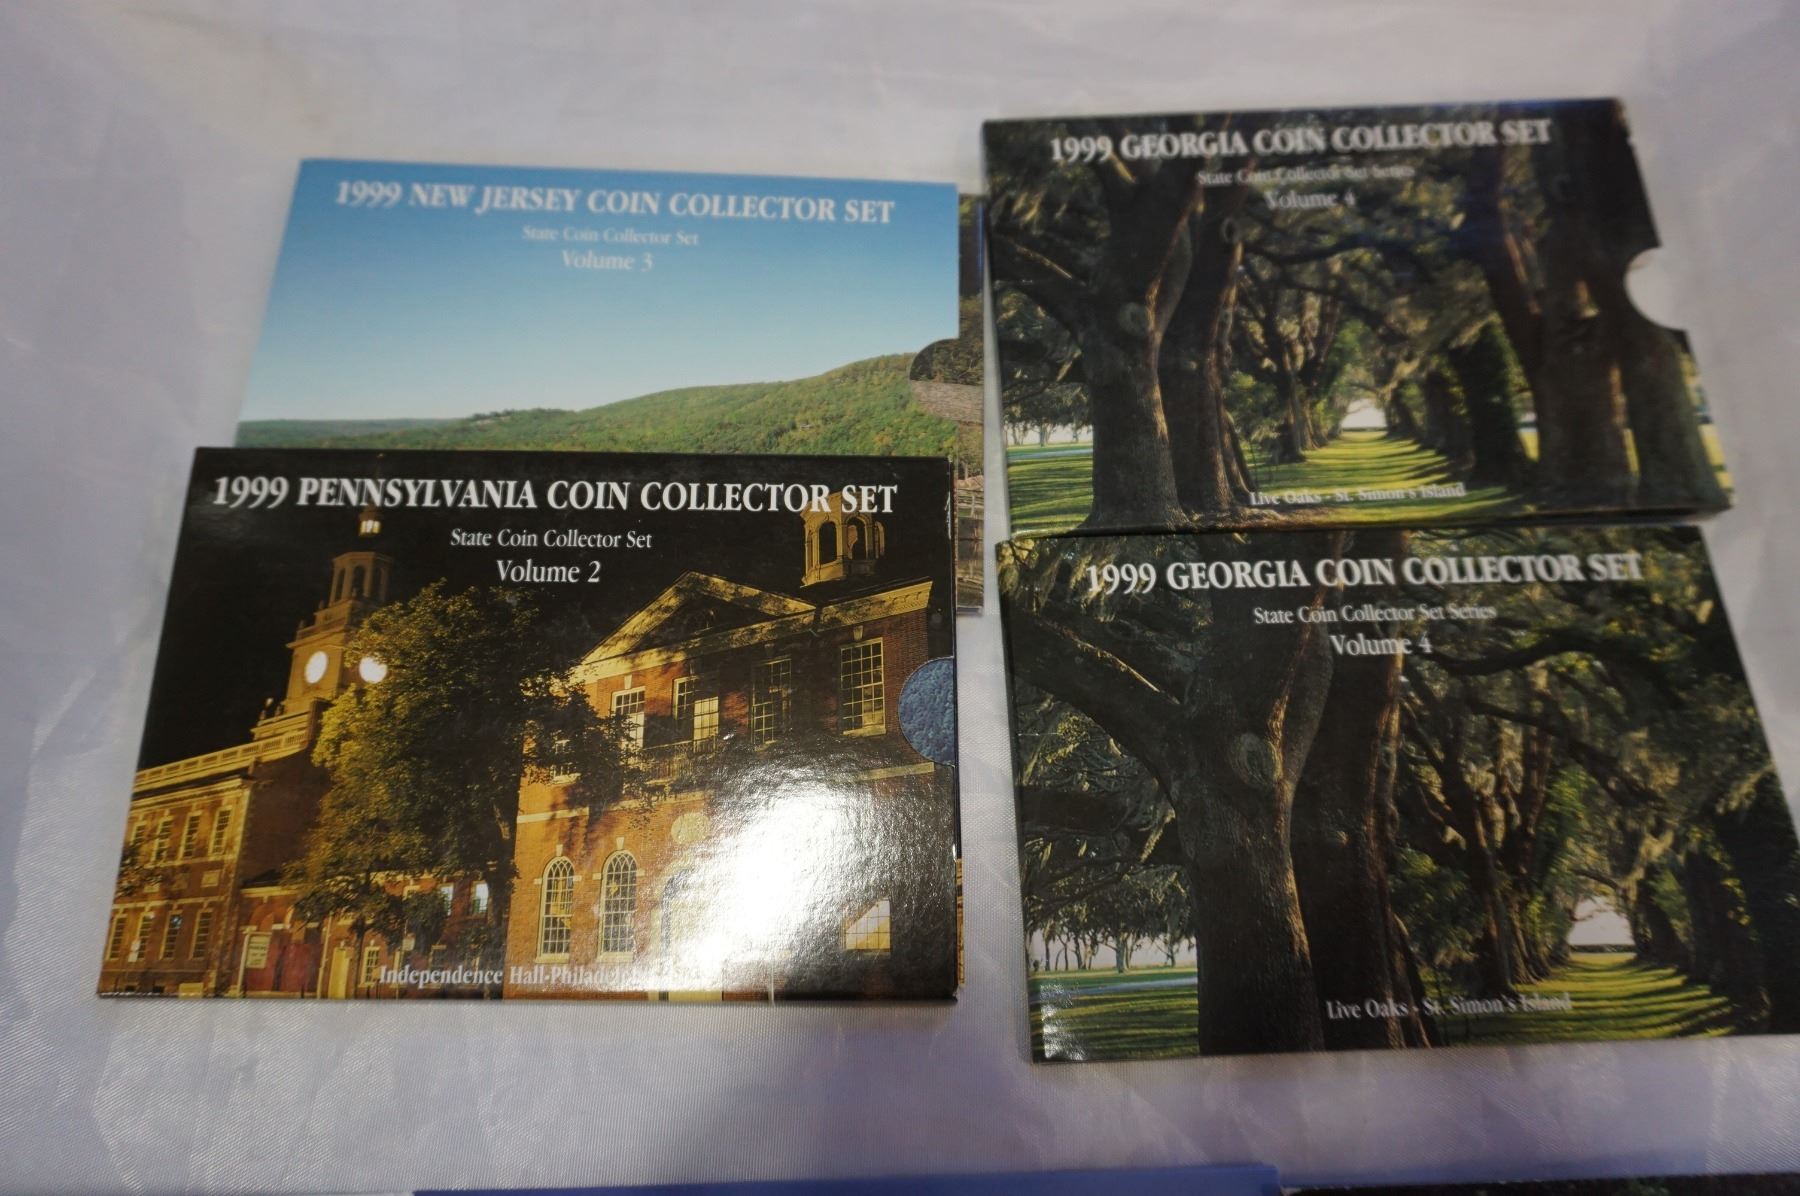 1999 NEW JERSEY COIN COLLECTOR SET
State Coin Collector Set
Volume 3
1999 GEORGIA COIN COLLECTOR SET
State Coin Collector Set Series
Volume 4
Live Oaks - St. Simon's Island
1999 PENNSYLVANIA COIN COLLECTOR SET
State Coin Collector Set
Volume 2
Independence Hall-Philadelph
1999 GEORGIA COIN COLLECTOR SET
State Coin Collector Set Series
Volume 4
Live Oaks - St. Simon's Island